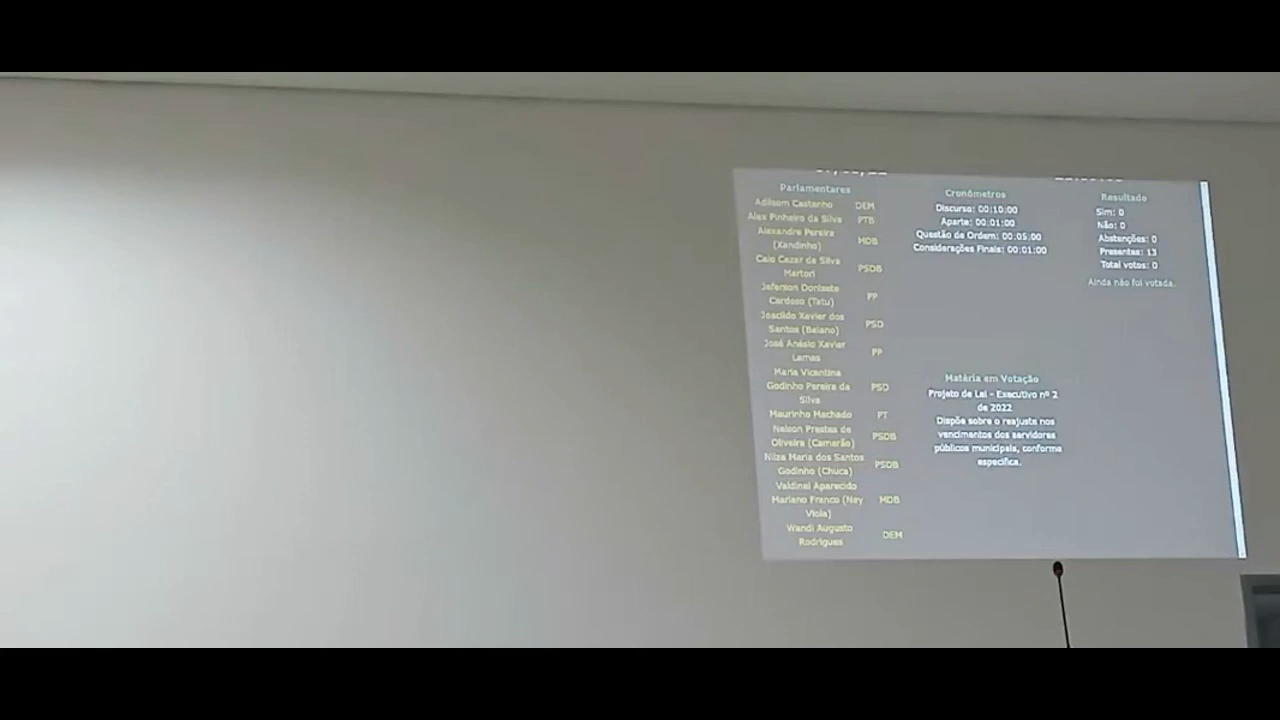 Parlamentares
Adilsom Castanho DEM
Alex Pinheiro da Silva PTB
Alexandre Pereira
(Xandinho) MDB
Caio Cezar da Silva
Martori PSDB
Jeferson Donisete
Cardoso (Tatu) PP
Joacildo Xavier dos
Santos (Baiano) PSD
José Anésio Xavier
Lemes PP
Maria Vicentina
Godinho Pereira da PSD
Silva
Maurinho Machado PT
Nelson Prestes de
Oliveira (Camarão) PSDB
Nilza Maria dos Santos
Godinho (Chuca) PSDB
Valdinei Aparecido
Mariano Franco (Ney MDB
Viola)
Wandi Augusto
Rodrigues DEM
Cronômetros
Discurso: 00:10:00
Aparte: 00:01:00
Questão de Ordem: 00:05:00
Considerações Finais: 00:01:00
Matéria em Votação
Projeto de Lei - Executivo nº 2
de 2022
Dispõe sobre o reajuste nos
vencimentos dos servidores
públicos municipais, conforme
especifica.
Resultado
Sim: 0
Não: 0
Abstenções: 0
Presentes: 13
Total votos: 0
Ainda não foi votada.